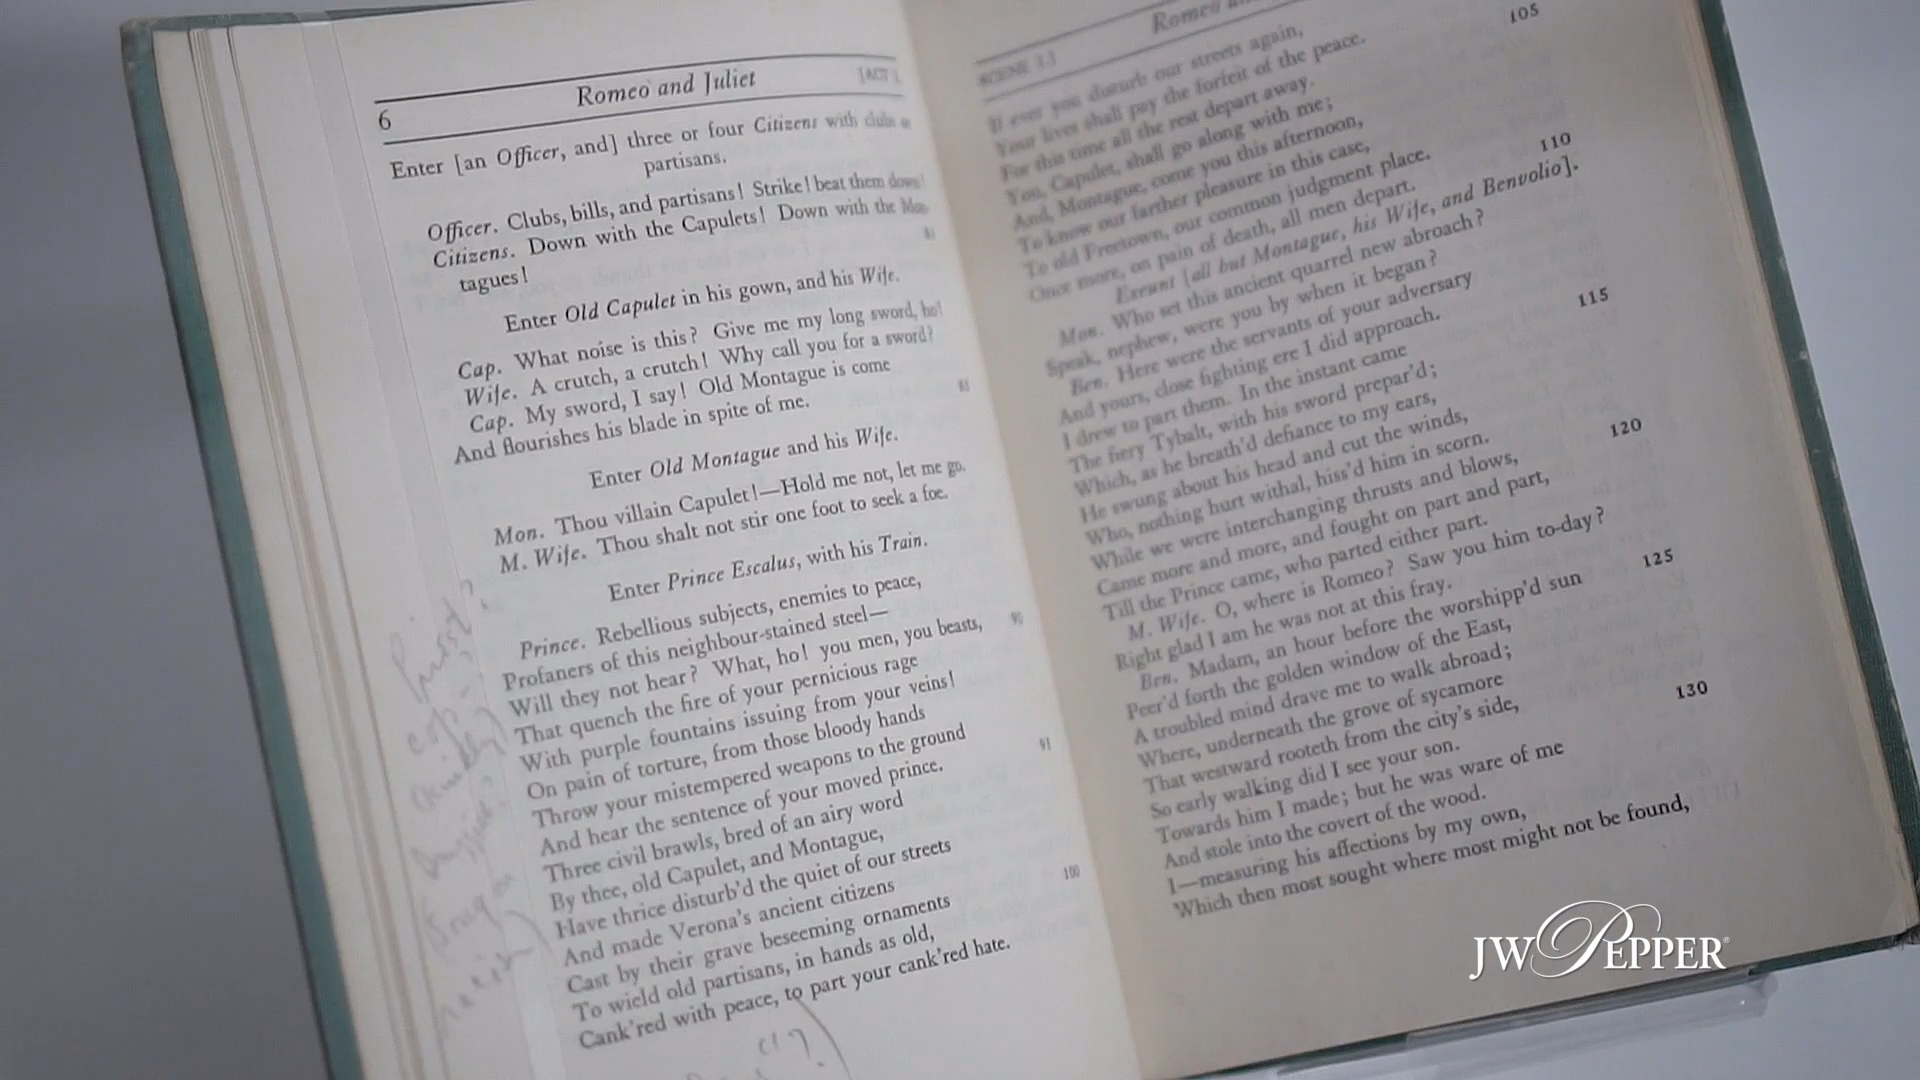 6
Romeo and Juliet
[ACT I.
Enter [an Officer, and] three or four Citizens with clubs
partisans.
Officer. Clubs, bills, and partisans! Strike! beat them down!
Citizens. Down with the Capulets! Down with the Mon
tagues!
Enter Old Capulet in his gown, and his Wife.
Cap. What noise is this? Give me my long sword, ho!
Wife. A crutch, a crutch! Why call you for a sword?
Cap. My sword, I say! Old Montague is come
And flourishes his blade in spite of me.
Enter Old Montague and his Wife.
Mon. Thou villain Capulet!—Hold me not, let me go.
M. Wife. Thou shalt not stir one foot to seek a foe.
Enter Prince Escalus, with his Train.
Prince. Rebellious subjects, enemies to peace,
Profaners of this neighbour-stained steel—
Will they not hear? What, ho! you men, you beasts, 90
That quench the fire of your pernicious rage
With purple fountains issuing from your veins!
On pain of torture, from those bloody hands
Throw your mistempered weapons to the ground
And hear the sentence of your moved prince.
Three civil brawls, bred of an airy word
By thee, old Capulet, and Montague,
Have thrice disturb'd the quiet of our streets
And made Verona's ancient citizens 100
Cast by their grave beseeming ornaments
To wield old partisans, in hands as old,
Cank'red with peace, to part your cank'red hate.
First
SCENE I.]
Romeo
If ever you disturb our streets again,
Your lives shall pay the forfeit of the peace. 105
For this time all the rest depart away.
You, Capulet, shall go along with me;
And, Montague, come you this afternoon,
To know our farther pleasure in this case,
To old Freetown, our common judgment place.
Once more, on pain of death, all men depart. 110
Exeunt [all but Montague, his Wife, and Benvolio].
Mon. Who set this ancient quarrel new abroach?
Speak, nephew, were you by when it began?
Ben. Here were the servants of your adversary
And yours, close fighting ere I did approach. 115
I drew to part them. In the instant came
The fiery Tybalt, with his sword prepar'd;
Which, as he breath'd defiance to my ears,
He swung about his head and cut the winds,
Who, nothing hurt withal, hiss'd him in scorn.
While we were interchanging thrusts and blows, 120
Came more and more, and fought on part and part,
Till the Prince came, who parted either part.
M. Wife. O, where is Romeo? Saw you him to-day?
Right glad I am he was not at this fray.
Ben. Madam, an hour before the worshipp'd sun 125
Peer'd forth the golden window of the East,
A troubled mind drave me to walk abroad;
Where, underneath the grove of sycamore
That westward rooteth from the city's side,
So early walking did I see your son. 130
Towards him I made; but he was ware of me
And stole into the covert of the wood.
I—measuring his affections by my own,
Which then most sought where most might not be found,
JW PEPPER®